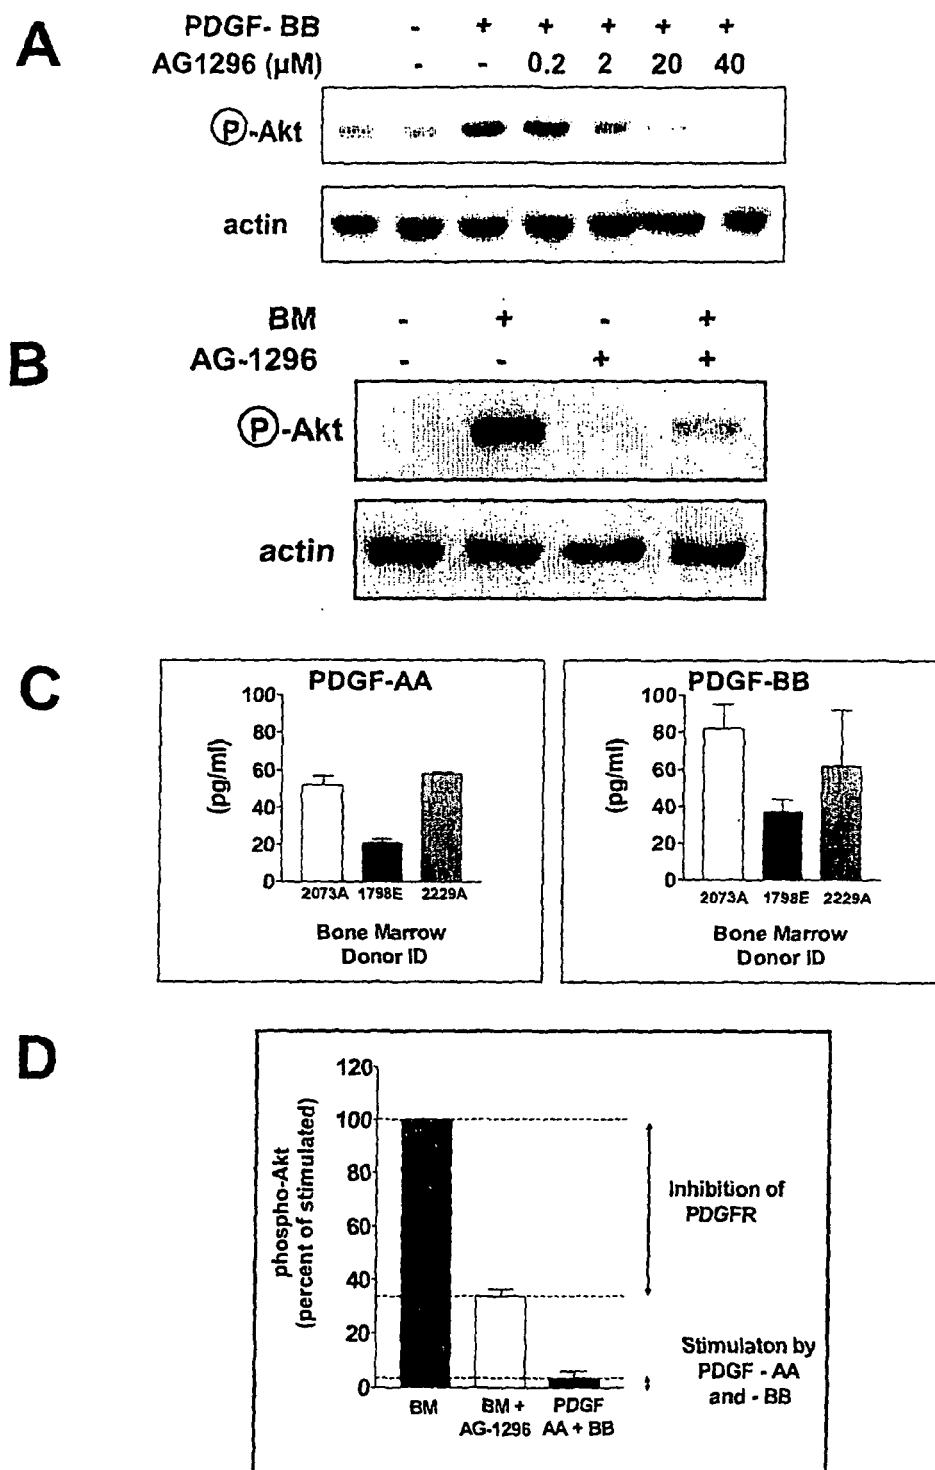 A
PDGF- BB - + + + + +
AG1296 (µM) - - 0.2 2 20 40
P-Akt
actin
B
BM - + - +
AG-1296 - - + +
P-Akt
actin
C
PDGF-AA
(pg/ml)
100
80
60
40
20
0
2073A 1798E 2229A
Bone Marrow
Donor ID
PDGF-BB
(pg/ml)
100
80
60
40
20
0
2073A 1798E 2229A
Bone Marrow
Donor ID
D
phospho-Akt
(percent of stimulated)
120
100
80
60
40
20
0
BM
BM +
AG-1296
PDGF
AA + BB
Inhibition of
PDGFR
Stimulaton by
PDGF - AA
and - BB